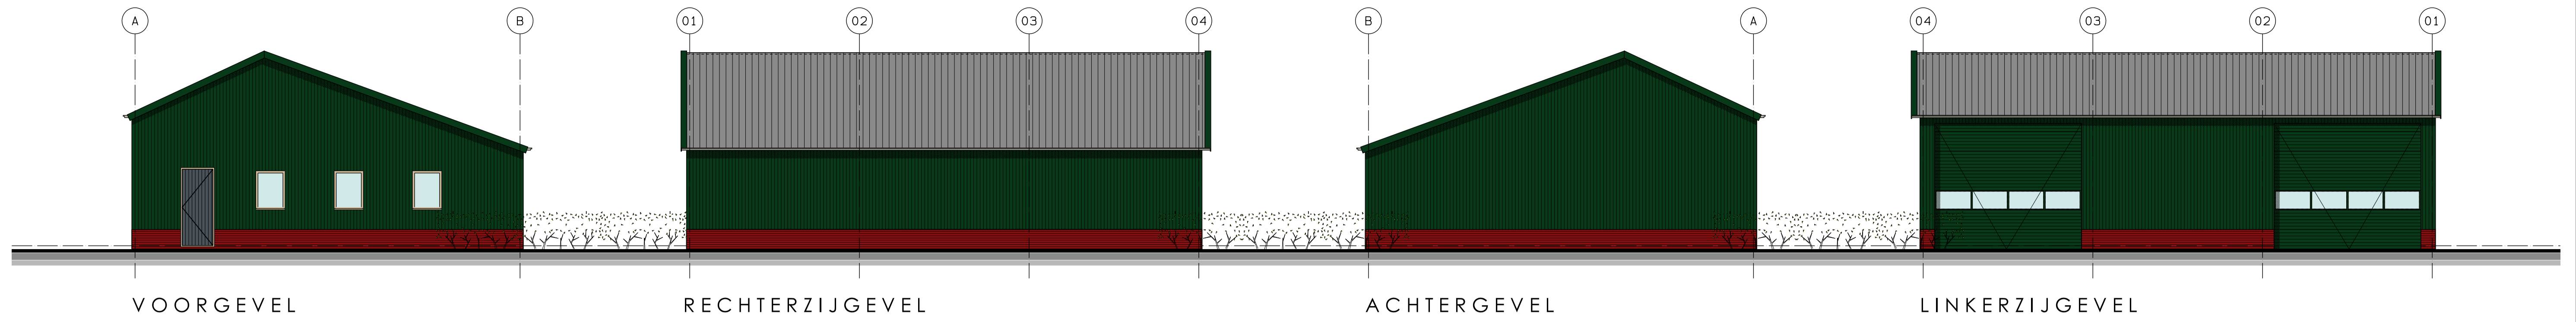 A B 01 02 03 04 B A 04 03 02 01
VOORGEVEL RECHTERZIJGEVEL ACHTERGEVEL LINKERZIJGEVEL